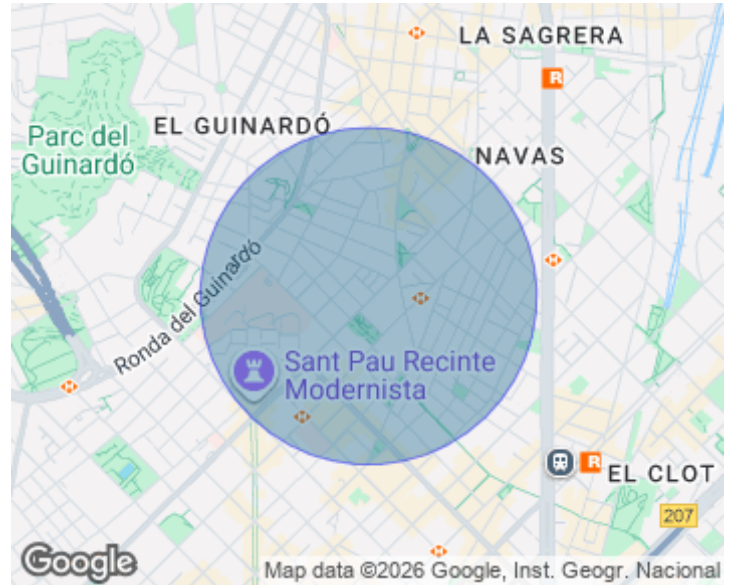 LA SAGRERA
R
EL GUINARDÓ
Parc del
Guinardó
NAVAS
Ronda del Guinardó
Sant Pau Recinte
Modernista
R
EL CLOT
207
Google
Map data ©2026 Google, Inst. Geogr. Nacional